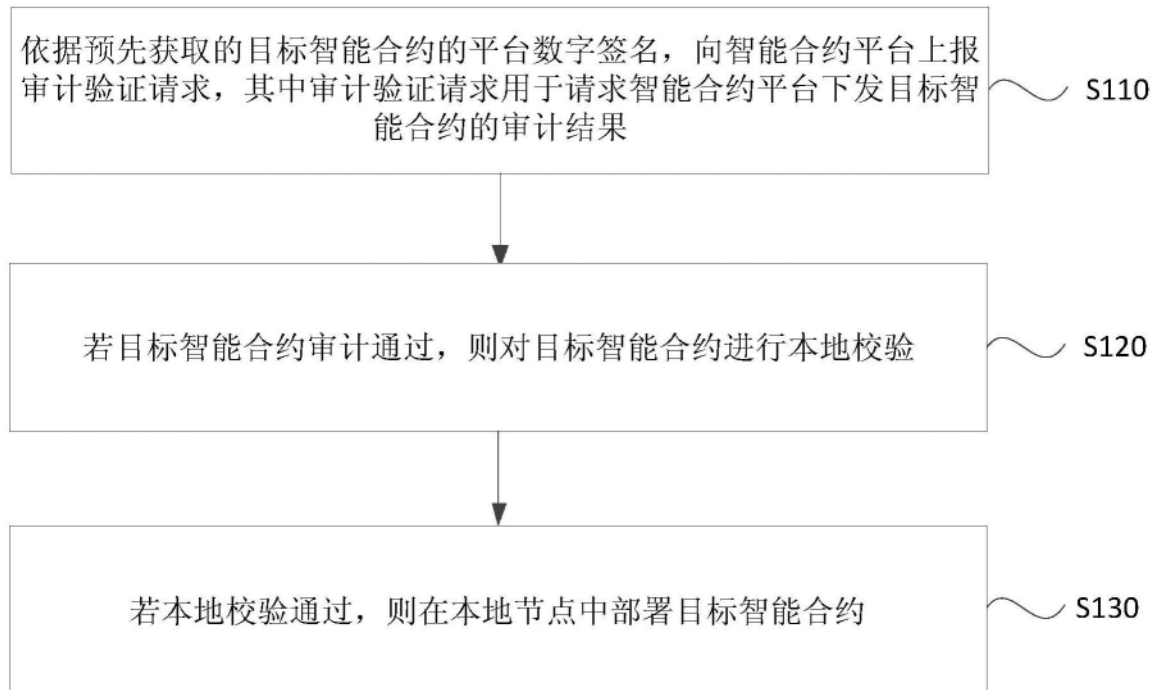 依据预先获取的目标智能合约的平台数字签名，向智能合约平台上报
审计验证请求，其中审计验证请求用于请求智能合约平台下发目标智
能合约的审计结果
S110
若目标智能合约审计通过，则对目标智能合约进行本地校验
S120
若本地校验通过，则在本地节点中部署目标智能合约
S130